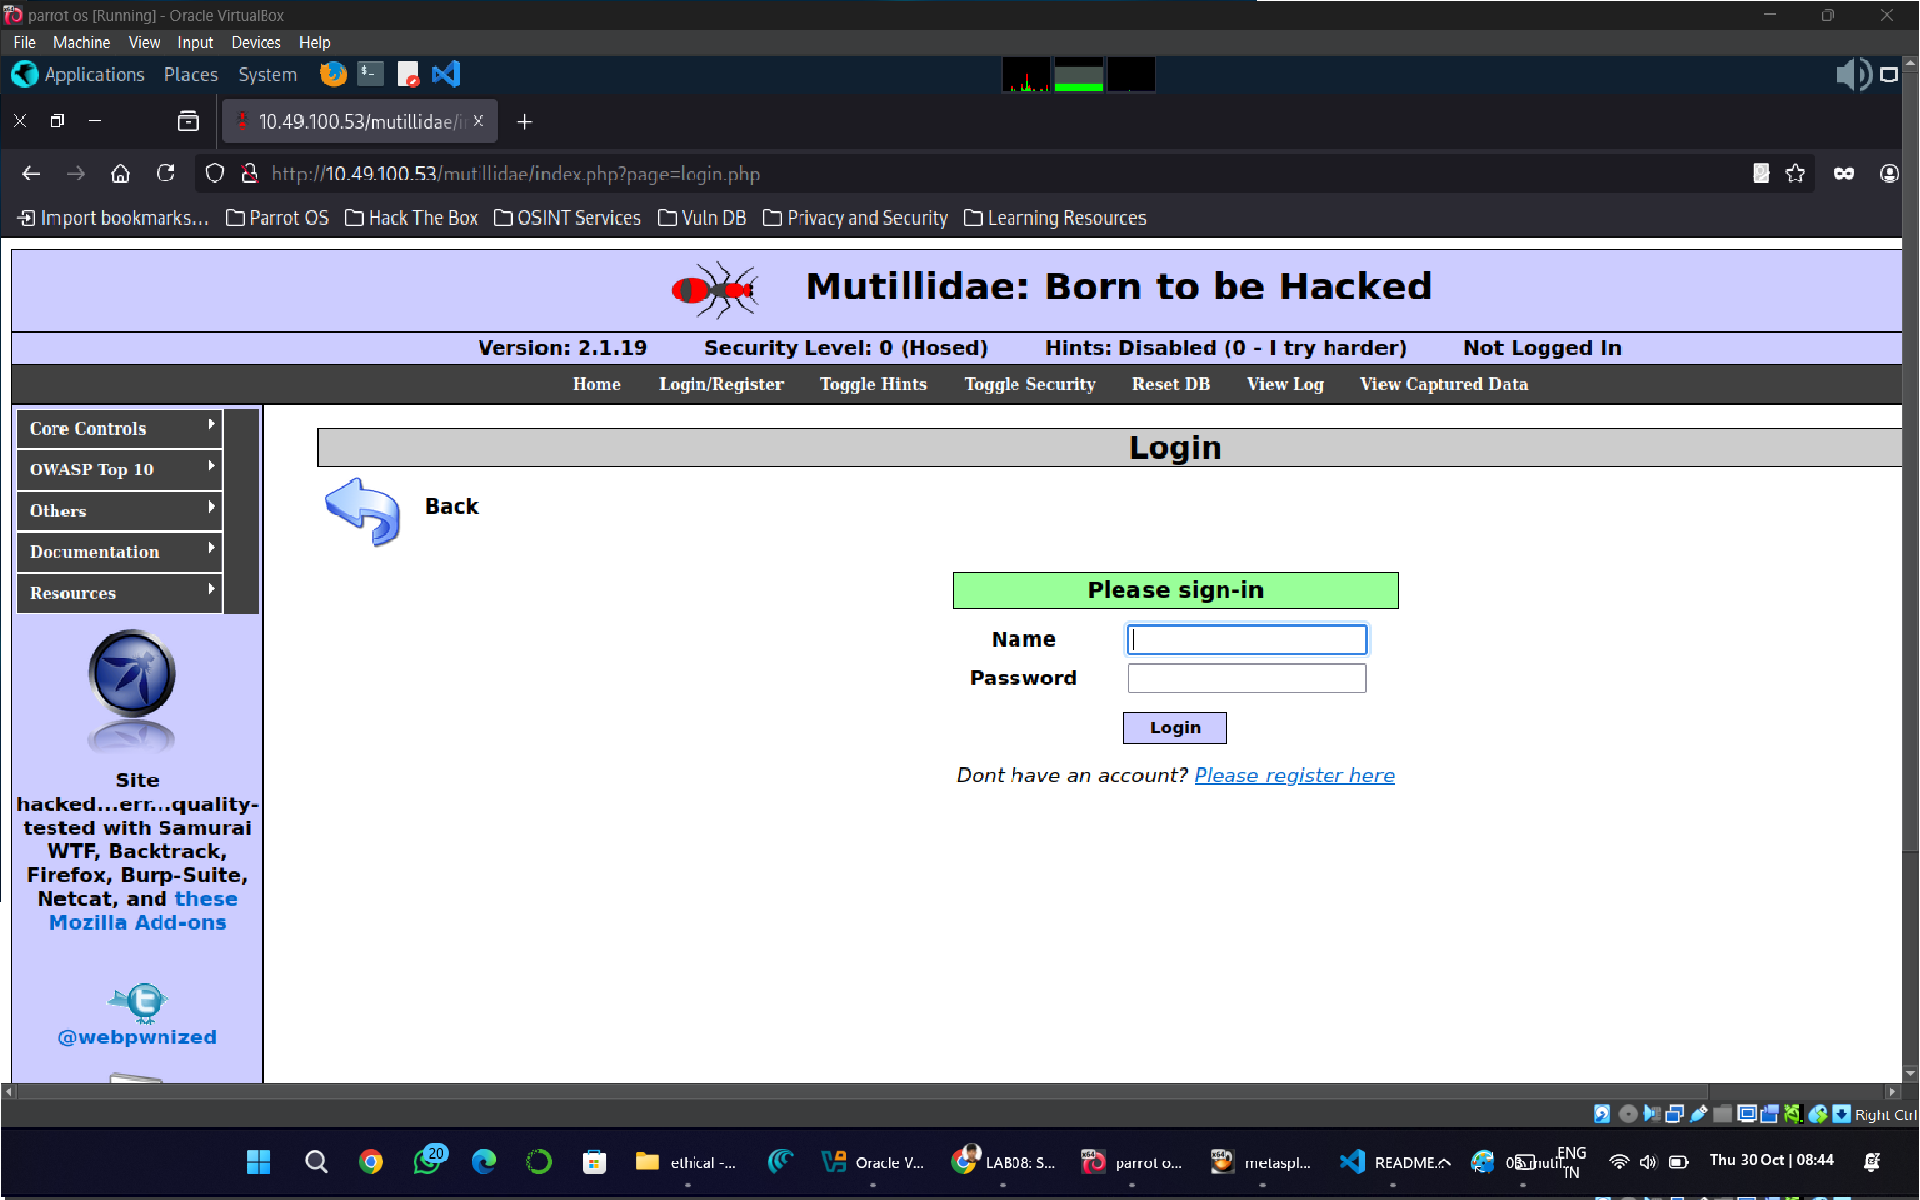 parrot os [Running] - Oracle VirtualBox
File Machine View Input Devices Help
Applications Places System
10.49.100.53/mutillidae/i
http://10.49.100.53/mutillidae/index.php?page=login.php
Import bookmarks... Parrot OS Hack The Box OSINT Services Vuln DB Privacy and Security Learning Resources
Mutillidae: Born to be Hacked
Version: 2.1.19 Security Level: 0 (Hosed) Hints: Disabled (0 - I try harder) Not Logged In
Home Login/Register Toggle Hints Toggle Security Reset DB View Log View Captured Data
Core Controls
OWASP Top 10
Others
Documentation
Resources
Login
Back
Please sign-in
Name
Password
Login
Dont have an account? Please register here
Site
hacked...err...quality-
tested with Samurai
WTF, Backtrack,
Firefox, Burp-Suite,
Netcat, and these
Mozilla Add-ons
@webpwnized
Right Ctrl
20
ethical -... Oracle V... LAB08: S... parrot o... metaspl... README.
ENG
IN
Thu 30 Oct | 08:44